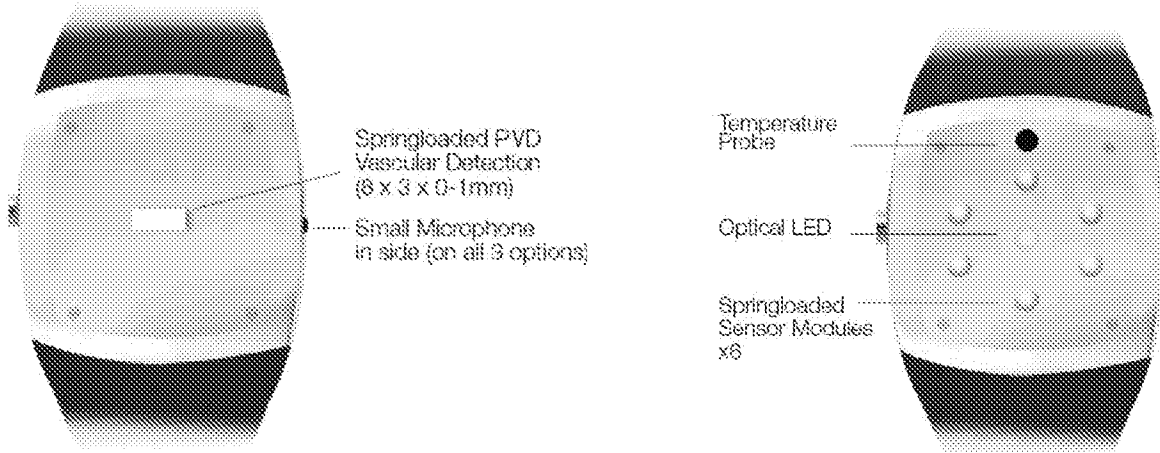 Springloaded PVD
Vascular Detection
(8 x 3 x 0-1mm)
Small Microphone
in side (on all 3 options)
Temperature
Probe
Optical LED
Springloaded
Sensor Modules
x6